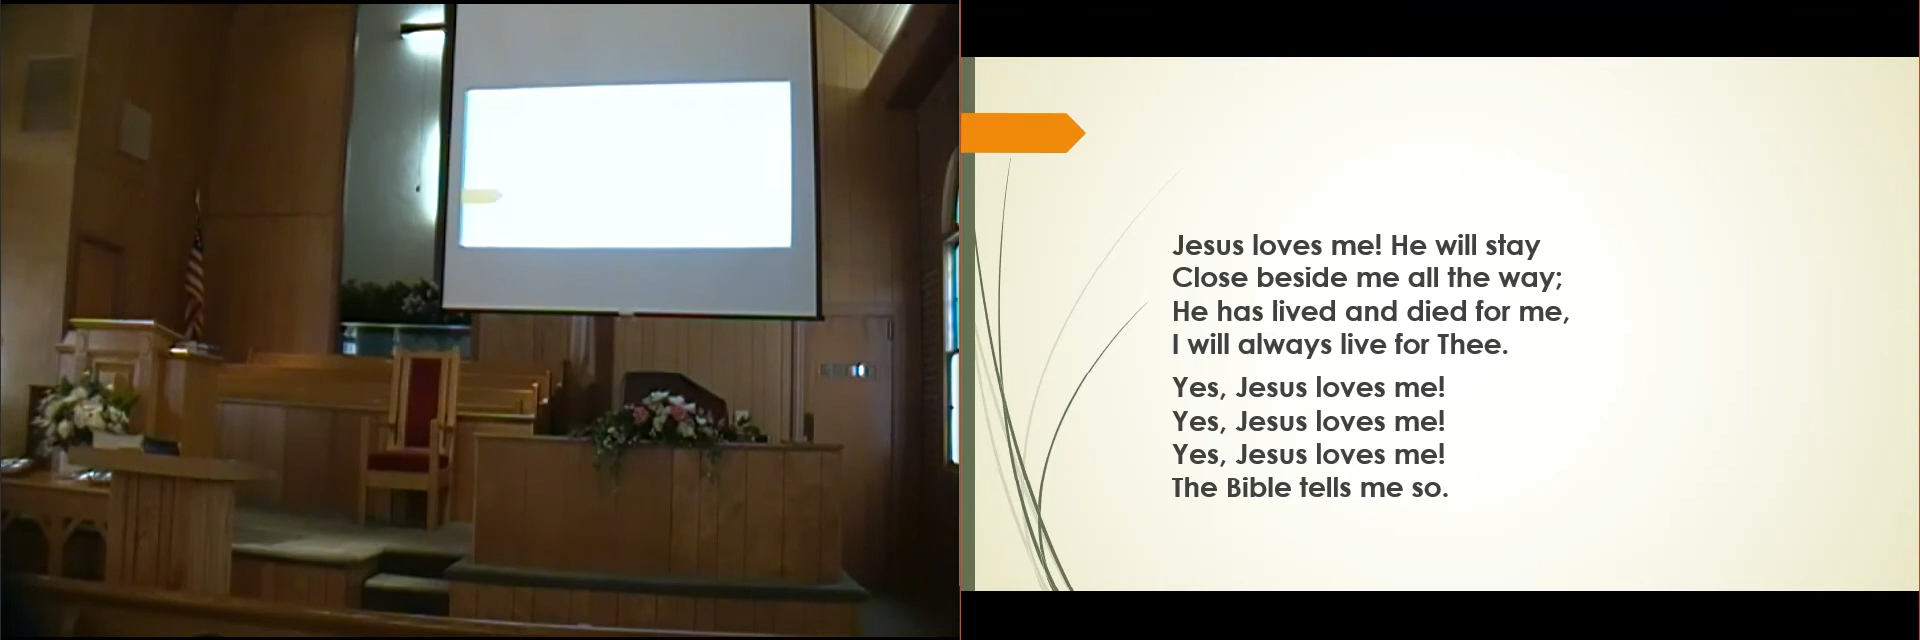 Jesus loves me! He will stay
Close beside me all the way;
He has lived and died for me,
I will always live for Thee.
Yes, Jesus loves me!
Yes, Jesus loves me!
Yes, Jesus loves me!
The Bible tells me so.